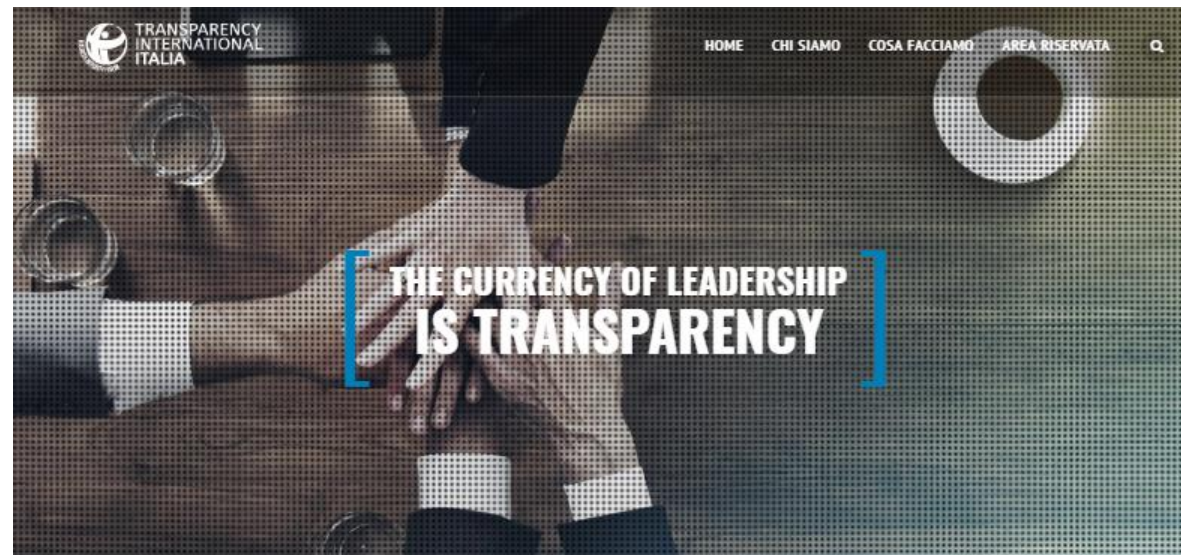 TRANSPARENCY
INTERNATIONAL
ITALIA
HOME CHI SIAMO COSA FACCIAMO AREA RISERVATA
THE CURRENCY OF LEADERSHIP
IS TRANSPARENCY